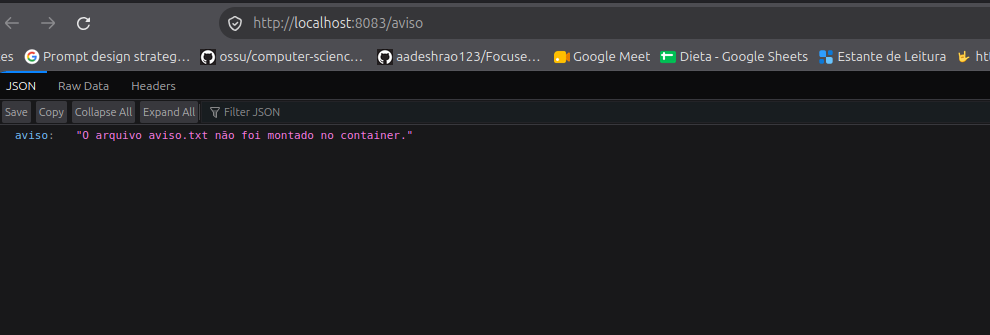 http://localhost:8083/aviso
es Prompt design strateg... ossu/computer-scienc... aadeshrao123/Focuse... Google Meet Dieta - Google Sheets Estante de Leitura htt
JSON Raw Data Headers
Save Copy Collapse All Expand All Filter JSON
aviso: "O arquivo aviso.txt não foi montado no container."